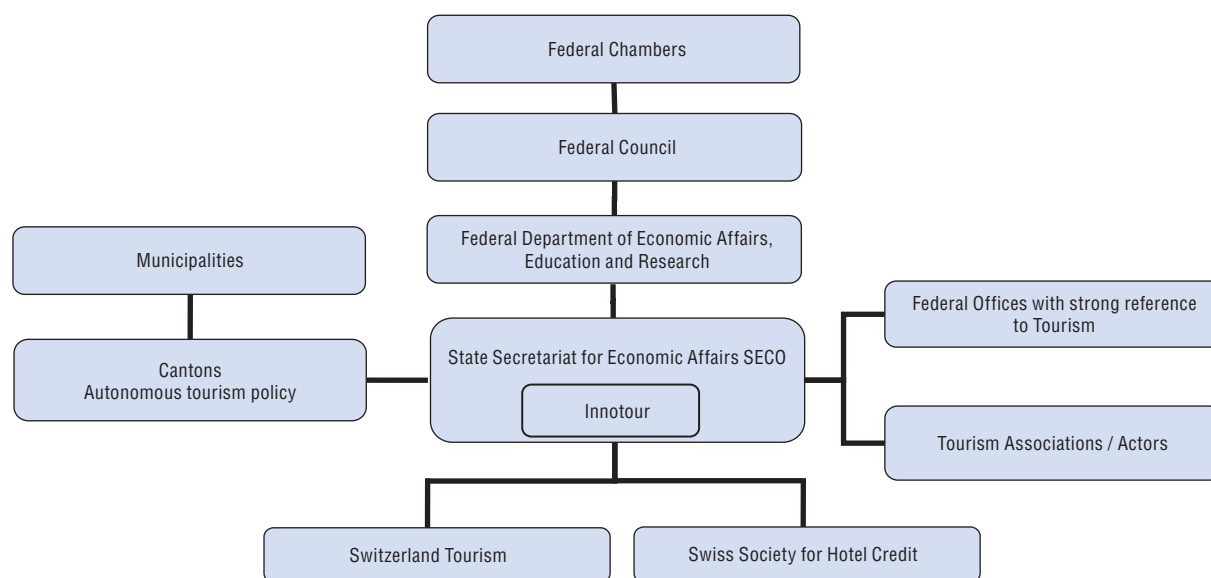 Federal Chambers
Federal Council
Federal Department of Economic Affairs,
Education and Research
Municipalities
Federal Offices with strong reference
to Tourism
State Secretariat for Economic Affairs SECO
Cantons
Autonomous tourism policy
Innotour
Tourism Associations / Actors
Switzerland Tourism
Swiss Society for Hotel Credit